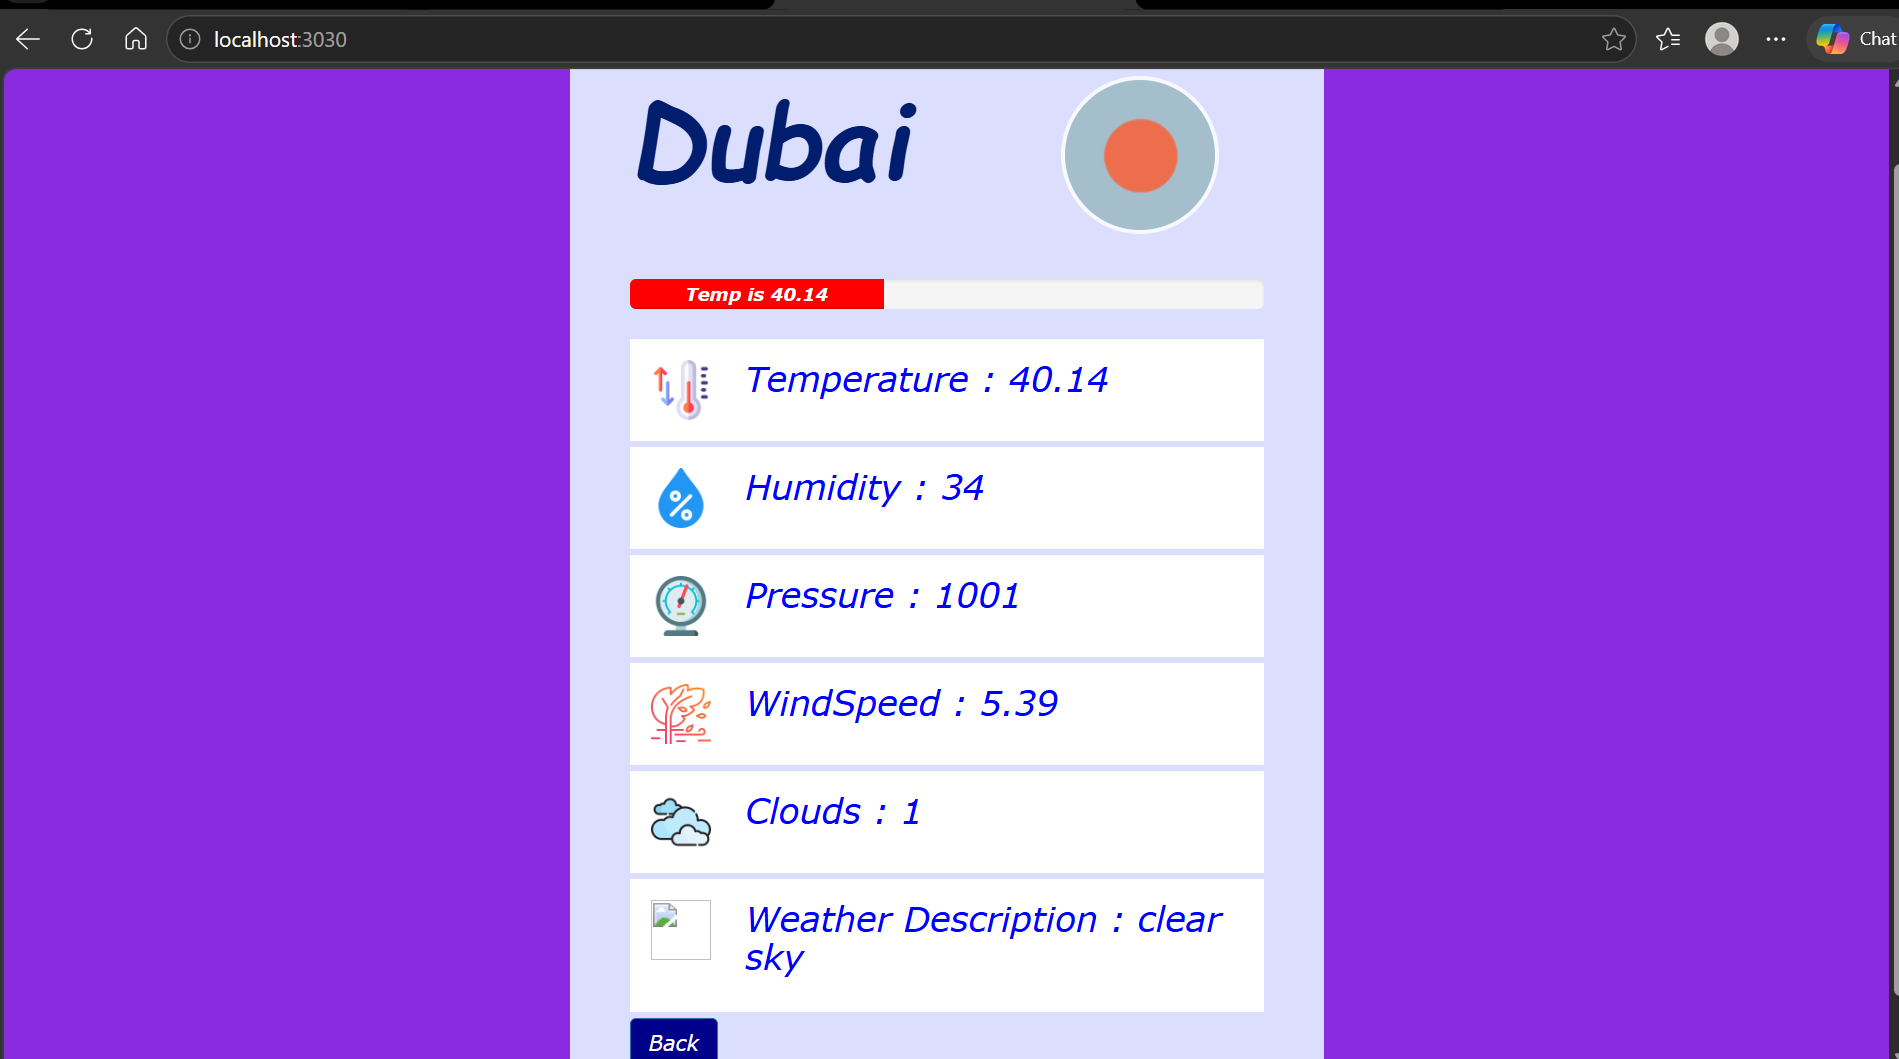 localhost:3030
Chat
Dubai
Temp is 40.14
Temperature : 40.14
%
Humidity : 34
Pressure : 1001
WindSpeed : 5.39
Clouds : 1
Weather Description : clear
sky
Back